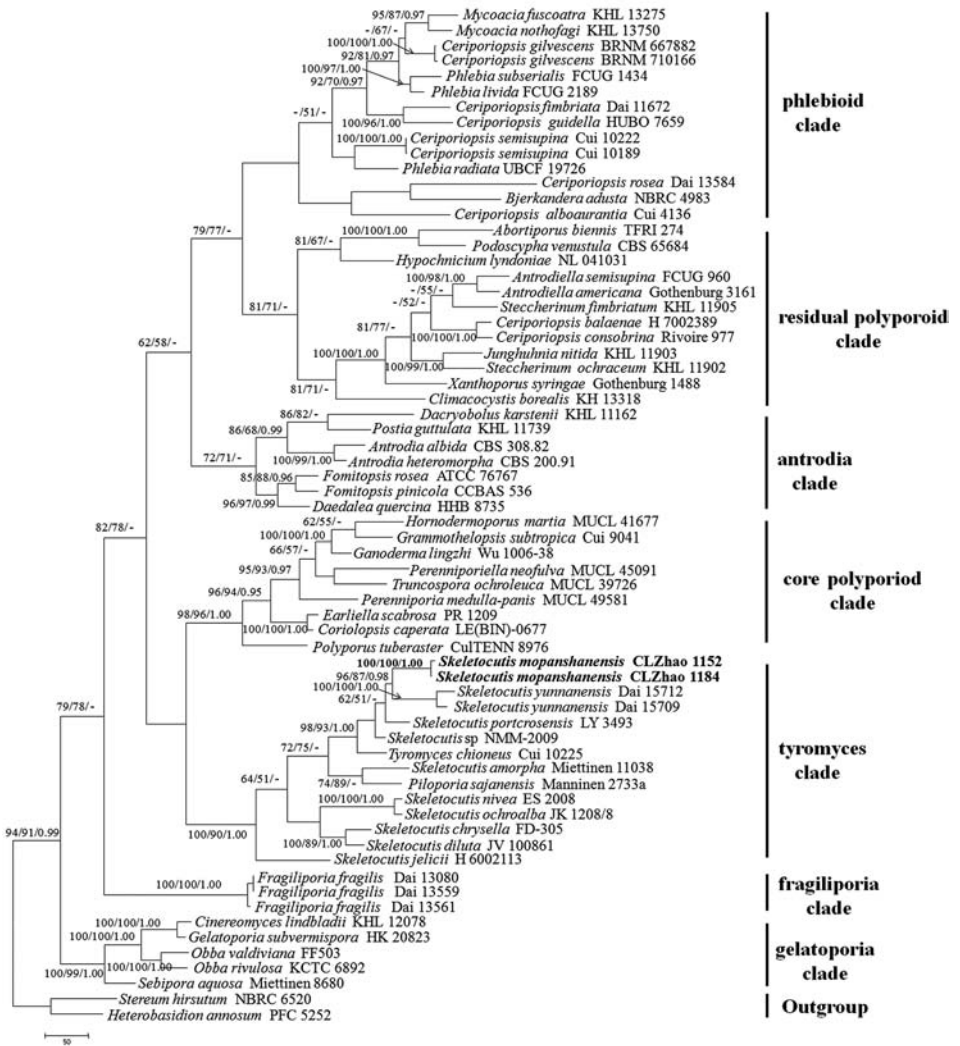 95/87/0.97
Mycoacia fuscoatra KHL 13275
-/67/-
Mycoacia nothofagi KHL 13750
100/100/1.00
Ceriporiopsis gilvescens BRNM 667882
92/81/0.97
Ceriporiopsis gilvescens BRNM 710166
100/97/1.00
Phlebia subserialis FCUG 1434
92/70/0.97
Phlebia livida FCUG 2189
phlebioid
clade
-/51/-
Ceriporiopsis fimbriata Dai 11672
100/96/1.00
Ceriporiopsis guidella HUBO 7659
100/100/1.00
Ceriporiopsis semisupina Cui 10222
Ceriporiopsis semisupina Cui 10189
Phlebia radiata UBCF 19726
Ceriporiopsis rosea Dai 13584
Bjerkandera adusta NBRC 4983
Ceriporiopsis alboaurantia Cui 4136
79/77/-
81/67/-
100/100/1.00
Abortiporus biennis TFRI 274
Podoscypha venustula CBS 65684
Hypochnicium lyndoniae NL 041031
100/98/1.00
Antrodiella semisupina FCUG 960
-/55/-
Antrodiella americana Gothenburg 3161
-/52/-
Steccherinum fimbriatum KHL 11905
81/71/-
Ceriporiopsis balaenae H 7002389
residual polyporoid
clade
81/77/-
100/100/1.00
Ceriporiopsis consobrina Rivoire 977
62/58/-
100/100/1.00
Junghuhnia nitida KHL 11903
100/99/1.00
Steccherinum ochraceum KHL 11902
Xanthoporus syringae Gothenburg 1488
81/71/-
Climacocystis borealis KH 13318
86/82/-
Dacryobolus karstenii KHL 11162
86/68/0.99
Postia guttulata KHL 11739
Antrodia albida CBS 308.82
72/71/-
100/99/1.00
Antrodia heteromorpha CBS 200.91
antrodia
clade
85/88/0.96
Fomitopsis rosea ATCC 76767
Fomitopsis pinicola CCBAS 536
96/97/0.99
Daedalea quercina HHB 8735
82/78/-
62/55/-
Hornodermoporus martia MUCL 41677
100/100/1.00
Grammothelopsis subtropica Cui 9041
66/57/-
Ganoderma lingzhi Wu 1006-38
95/93/0.97
Perenniporiella neofulva MUCL 45091
Truncospora ochroleuca MUCL 39726
core polyporiod
clade
96/94/0.95
Perenniporia medulla-panis MUCL 49581
98/96/1.00
Earliella scabrosa PR 1209
100/100/1.00
Coriolopsis caperata LE(BIN)-0677
Polyporus tuberaster CulTENN 8976
100/100/1.00
Skeletocutis mopanshanensis CLZhao 1152
96/87/0.98
Skeletocutis mopanshanensis CLZhao 1184
100/100/1.00
Skeletocutis yunnanensis Dai 15712
62/51/-
Skeletocutis yunnanensis Dai 15709
79/78/-
98/93/1.00
Skeletocutis portcrosensis LY 3493
Skeletocutis sp NMM-2009
72/75/-
Tyromyces chioneus Cui 10225
tyromyces
clade
64/51/-
Skeletocutis amorpha Miettinen 11038
74/89/-
Piloporia sajanensis Manninen 2733a
100/100/1.00
Skeletocutis nivea ES 2008
Skeletocutis ochroalba JK 1208/8
100/90/1.00
Skeletocutis chrysella FD-305
94/91/0.99
100/89/1.00
Skeletocutis diluta JV 100861
Skeletocutis jelicii H 6002113
100/100/1.00
Fragiliporia fragilis Dai 13080
Fragiliporia fragilis Dai 13559
Fragiliporia fragilis Dai 13561
fragiliporia
clade
100/100/1.00
Cinereomyces lindbladii KHL 12078
100/100/1.00
Gelatoporia subvermispora HK 20823
Obba valdiviana FF503
100/100/1.00
Obba rivulosa KCTC 6892
100/99/1.00
Sebipora aquosa Miettinen 8680
gelatoporia
clade
Stereum hirsutum NBRC 6520
Heterobasidion annosum PFC 5252
Outgroup
50